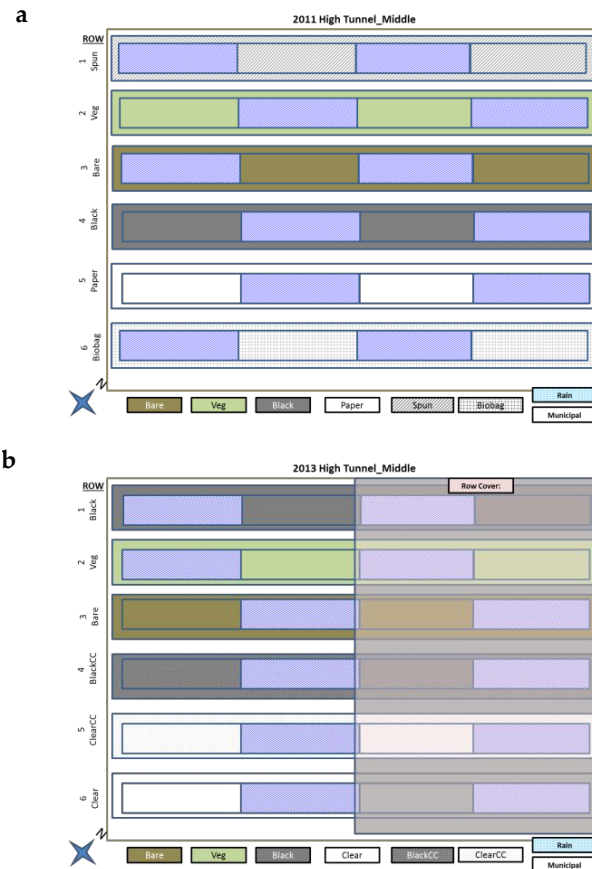 a
2011 High Tunnel_Middle
ROW
1 Spun
2 Veg
3 Bare
4 Black
5 Paper
6 Biobag
N
Bare Veg Black Paper Spun Biobag
Rain
Municipal
b
2013 High Tunnel_Middle
ROW
Row Cover:
1 Black
2 Veg
3 Bare
4 BlackCC
5 ClearCC
6 Clear
N
Bare Veg Black Clear BlackCC ClearCC
Rain
Municipal